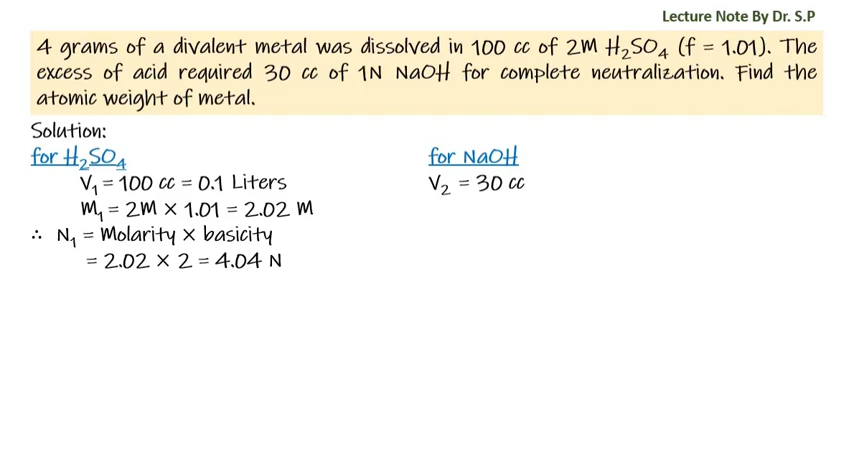 Lecture Note By Dr. S.P
4 grams of a divalent metal was dissolved in 100 cc of 2M H₂SO₄ (f = 1.01). The
excess of acid required 30 cc of 1N NaOH for complete neutralization. Find the
atomic weight of metal.
Solution:
for H₂SO₄
V₁ = 100 cc = 0.1 Liters
M₁ = 2M × 1.01 = 2.02 M
∴ N₁ = Molarity × basicity
= 2.02 × 2 = 4.04 N
for NaOH
V₂ = 30 cc